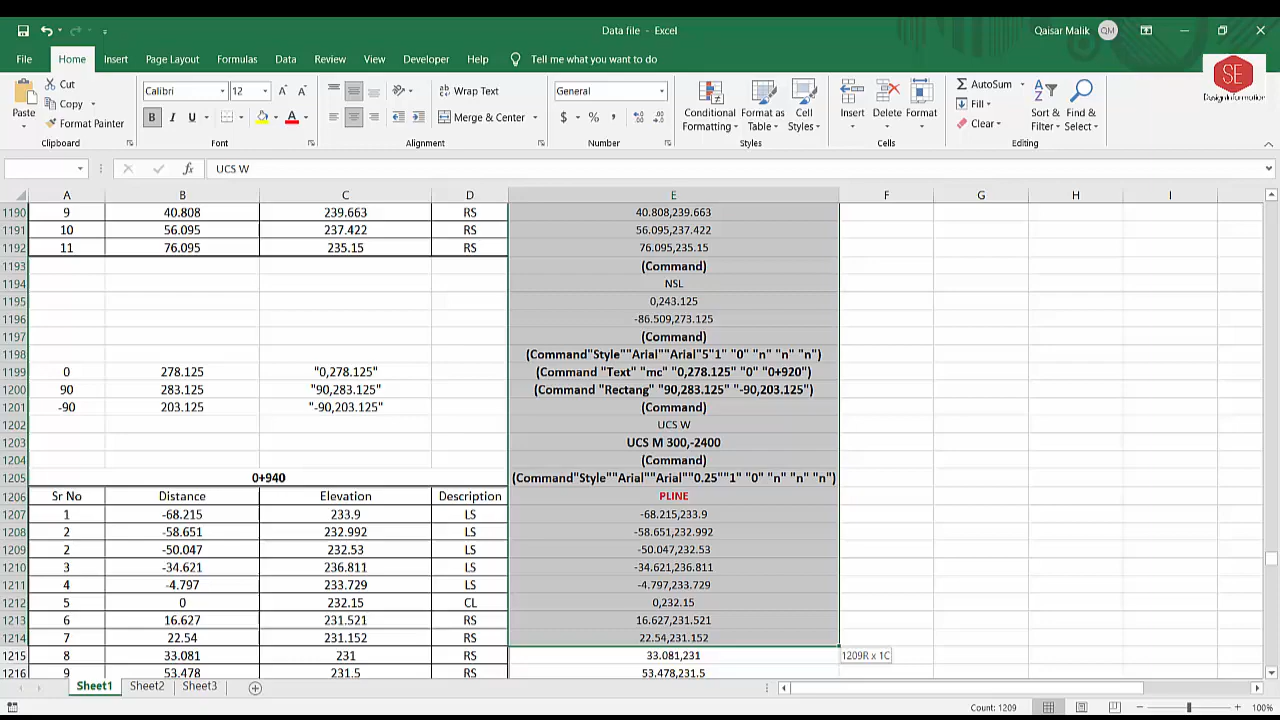 Data file - Excel
Qaisar Malik QM
File Home Insert Page Layout Formulas Data Review View Developer Help Tell me what you want to do
SE
Design Information
Cut
Copy
Format Painter
Paste
Clipboard
Calibri 12
B I U
Font
Wrap Text
Merge & Center
Alignment
General
$ % ,
Number
Conditional Formatting
Format as Table
Cell Styles
Styles
Insert Delete Format
Cells
AutoSum
Fill
Clear
Sort & Filter
Find & Select
Editing
fx UCS W
A B C D E F G H I
1190 9 40.808 239.663 RS 40.808,239.663
1191 10 56.095 237.422 RS 56.095,237.422
1192 11 76.095 235.15 RS 76.095,235.15
1193 (Command)
1194 NSL
1195 0,243.125
1196 -86.509,273.125
1197 (Command)
1198 (Command"Style""Arial""Arial"5"1" "0" "n" "n" "n")
1199 0 278.125 "0,278.125" (Command "Text" "mc" "0,278.125" "0" "0+920")
1200 90 283.125 "90,283.125" (Command "Rectang" "90,283.125" "-90,203.125")
1201 -90 203.125 "-90,203.125" (Command)
1202 UCS W
1203 UCS M 300,-2400
1204 (Command)
1205 0+940 (Command"Style""Arial""Arial""0.25""1" "0" "n" "n" "n")
1206 Sr No Distance Elevation Description PLINE
1207 1 -68.215 233.9 LS -68.215,233.9
1208 2 -58.651 232.992 LS -58.651,232.992
1209 2 -50.047 232.53 LS -50.047,232.53
1210 3 -34.621 236.811 LS -34.621,236.811
1211 4 -4.797 233.729 LS -4.797,233.729
1212 5 0 232.15 CL 0,232.15
1213 6 16.627 231.521 RS 16.627,231.521
1214 7 22.54 231.152 RS 22.54,231.152
1215 8 33.081 231 RS 33.081,231 1209R x 1C
1216 9 53.478 231.5 RS 53.478,231.5
Sheet1 Sheet2 Sheet3
Count: 1209 100%